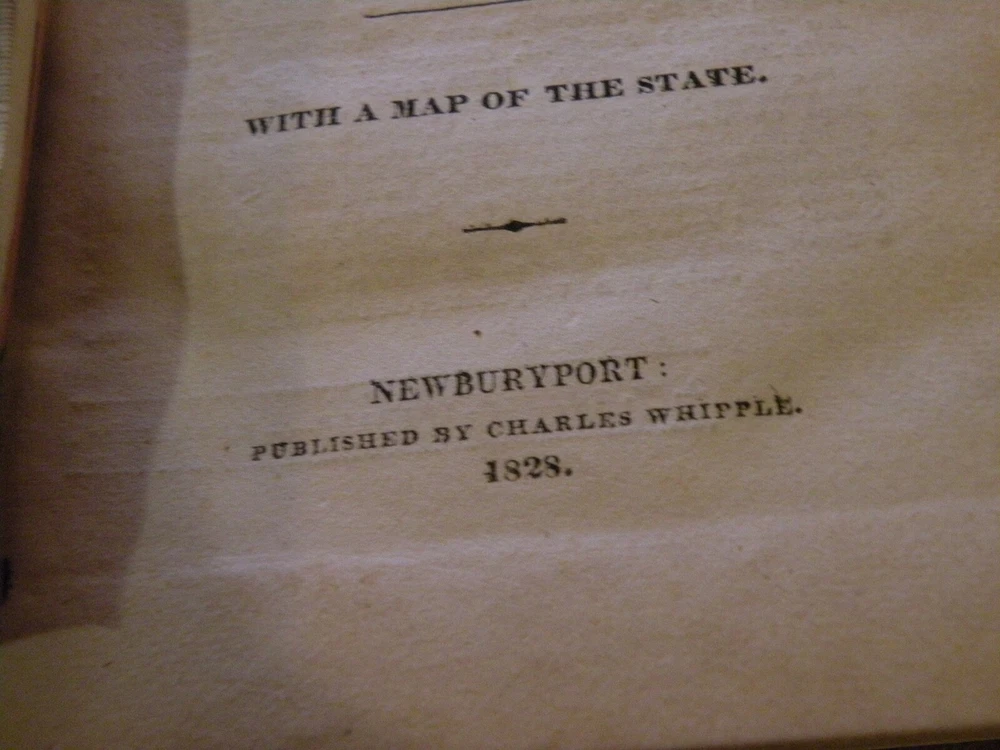 WITH A MAP OF THE STATE.
NEWBURYPORT:
PUBLISHED BY CHARLES WHIPPLE.
1828.